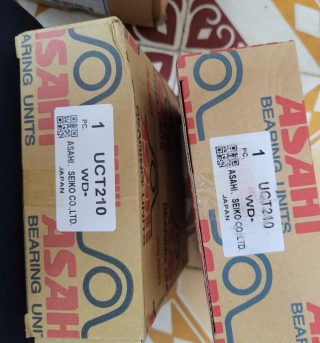 ASAHI
BEARING UNITS
1
PC.
UCT210
WD+
ASAHI SEIKO CO.,LTD.
JAPAN
ASAHI
BEARING UNITS
ASAHI
BEARING UNITS
1
PC.
UCT210
WD+
ASAHI SEIKO CO.,LTD.
JAPAN
ASAHI